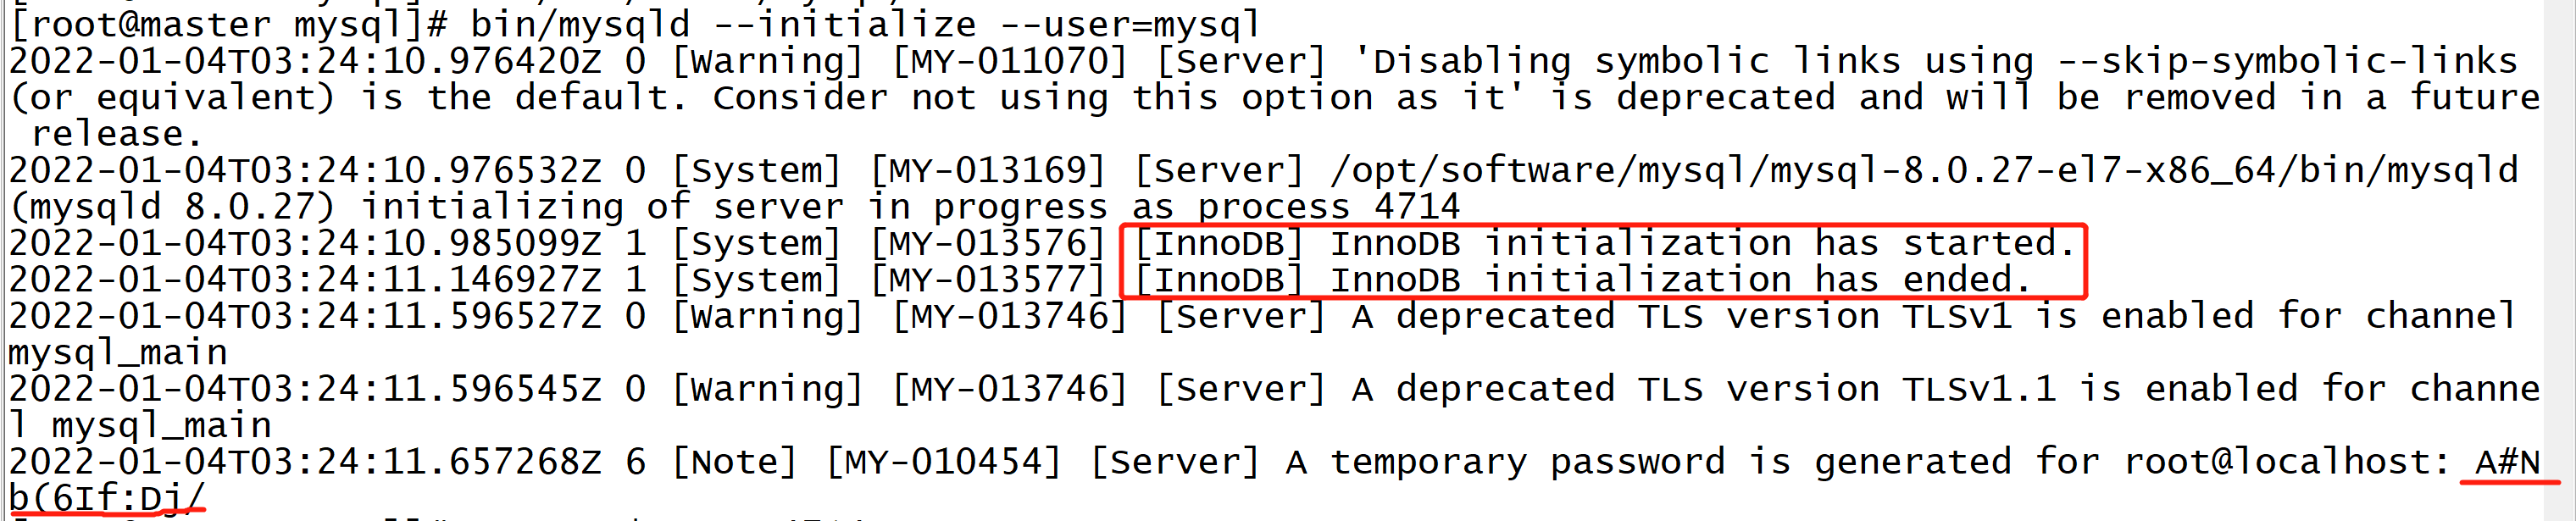 [root@master mysql]# bin/mysqld --initialize --user=mysql
2022-01-04T03:24:10.976420Z 0 [Warning] [MY-011070] [Server] 'Disabling symbolic links using --skip-symbolic-links
(or equivalent) is the default. Consider not using this option as it' is deprecated and will be removed in a future
 release.
2022-01-04T03:24:10.976532Z 0 [System] [MY-013169] [Server] /opt/software/mysql/mysql-8.0.27-el7-x86_64/bin/mysqld
(mysqld 8.0.27) initializing of server in progress as process 4714
2022-01-04T03:24:10.985099Z 1 [System] [MY-013576] [InnoDB] InnoDB initialization has started.
2022-01-04T03:24:11.146927Z 1 [System] [MY-013577] [InnoDB] InnoDB initialization has ended.
2022-01-04T03:24:11.596527Z 0 [Warning] [MY-013746] [Server] A deprecated TLS version TLSv1 is enabled for channel
mysql_main
2022-01-04T03:24:11.596545Z 0 [Warning] [MY-013746] [Server] A deprecated TLS version TLSv1.1 is enabled for channe
l mysql_main
2022-01-04T03:24:11.657268Z 6 [Note] [MY-010454] [Server] A temporary password is generated for root@localhost: A#N
b(6If:Dj/